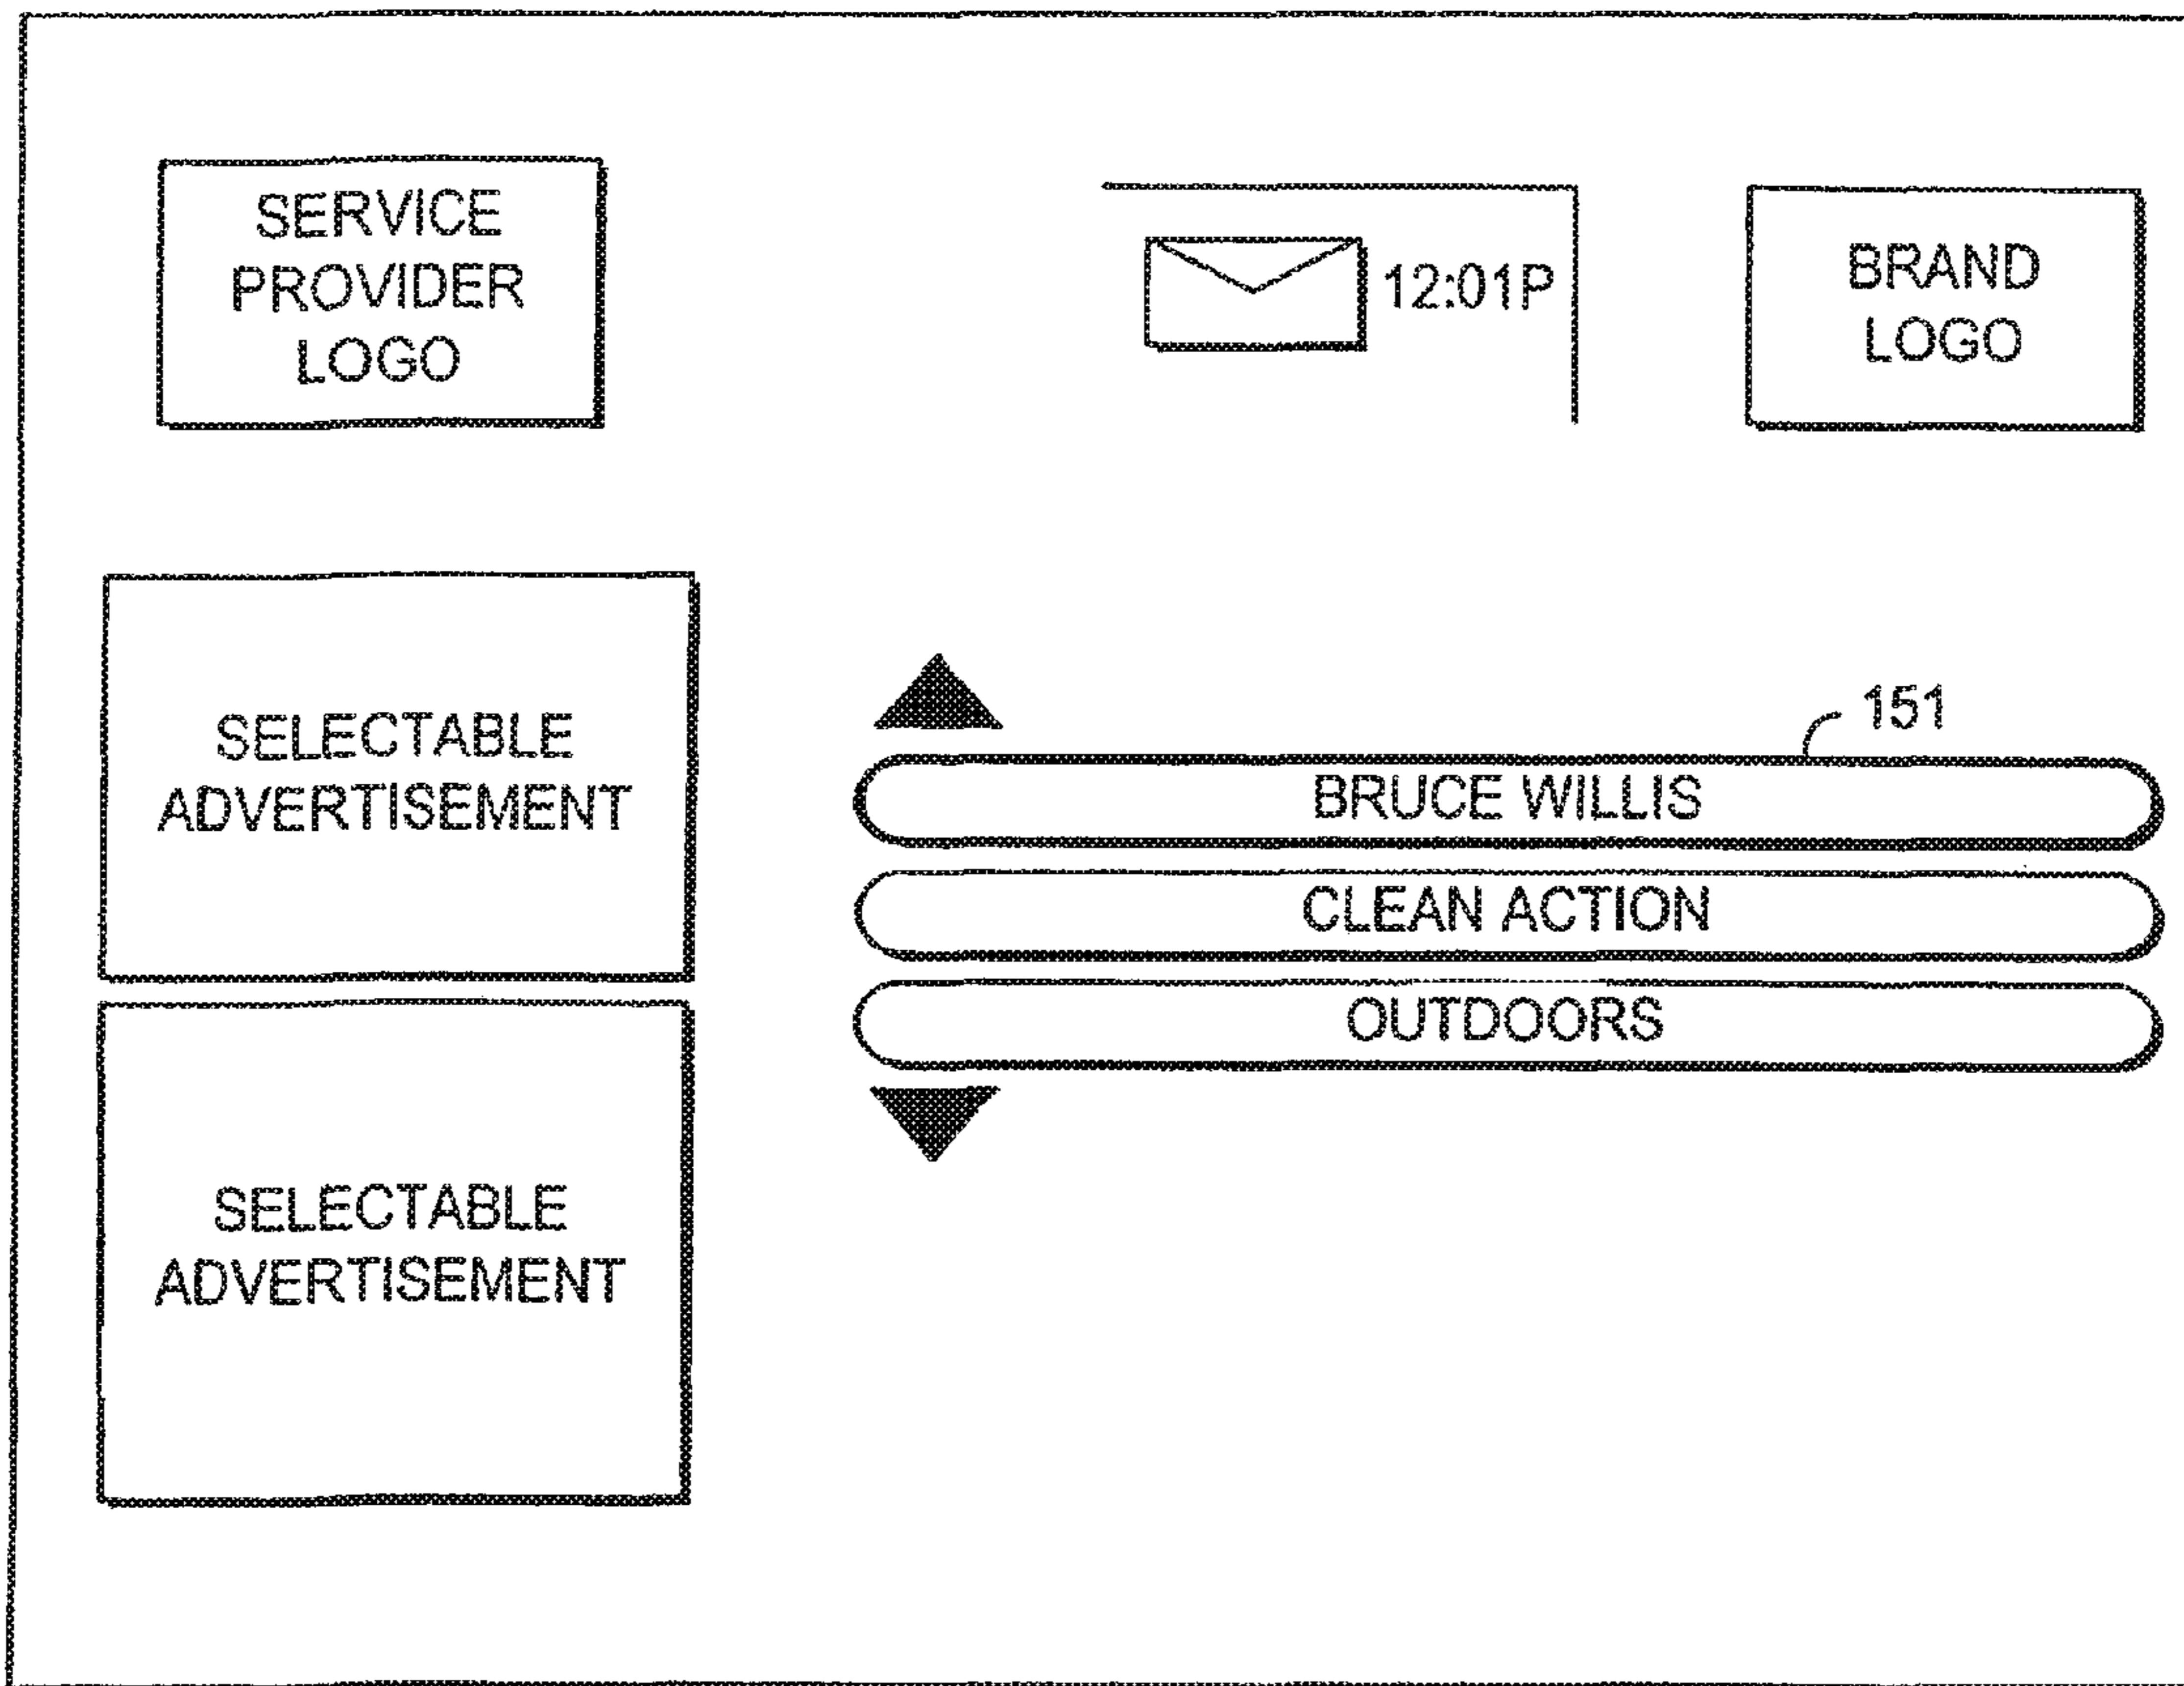 SERVICE
PROVIDER
LOGO
12:01P
BRAND
LOGO
SELECTABLE
ADVERTISEMENT
151
BRUCE WILLIS
CLEAN ACTION
OUTDOORS
SELECTABLE
ADVERTISEMENT